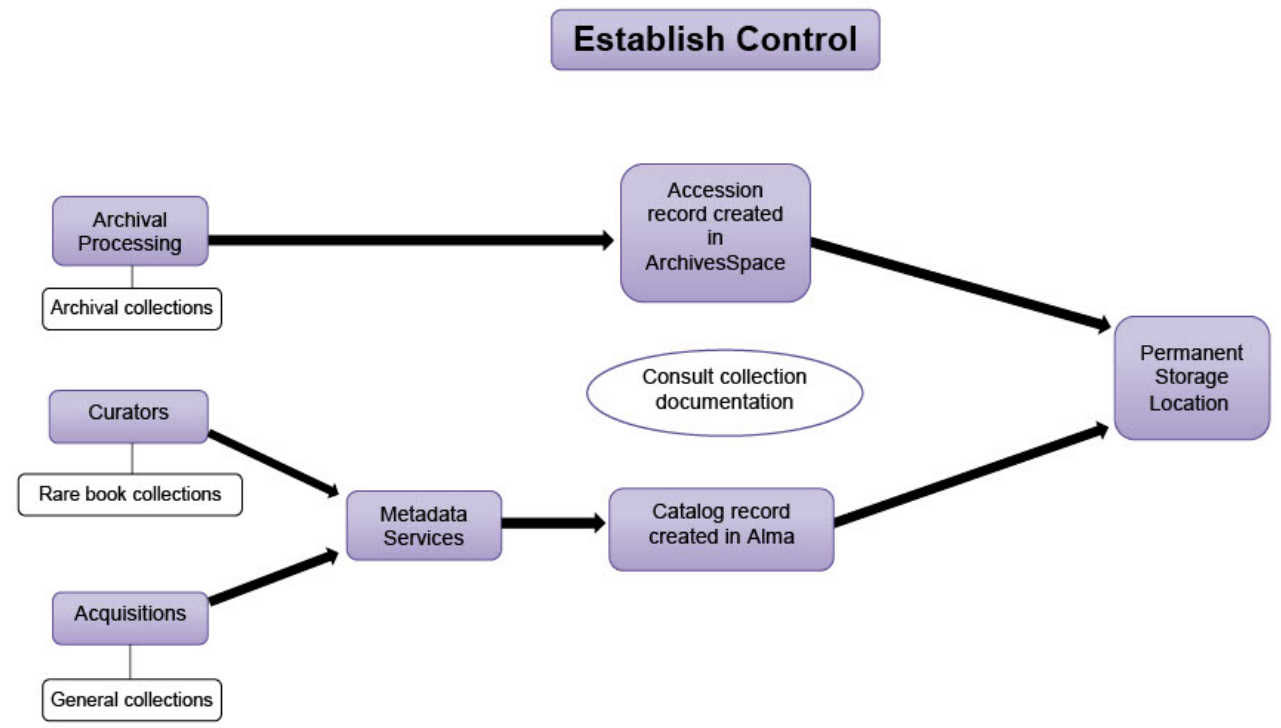 Establish Control
Archival
Processing
Archival collections
Accession
record created
in
ArchivesSpace
Consult collection
documentation
Permanent
Storage
Location
Curators
Rare book collections
Metadata
Services
Catalog record
created in Alma
Acquisitions
General collections